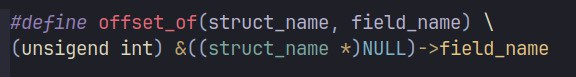 #define offset_of(struct_name, field_name) \
(unsigend int) &((struct_name *)NULL)->field_name